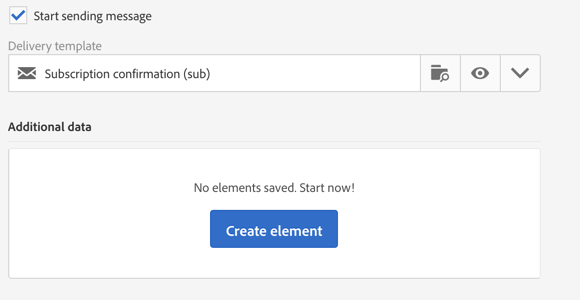 Start sending message
Delivery template
Subscription confirmation (sub)
Additional data
No elements saved. Start now!
Create element